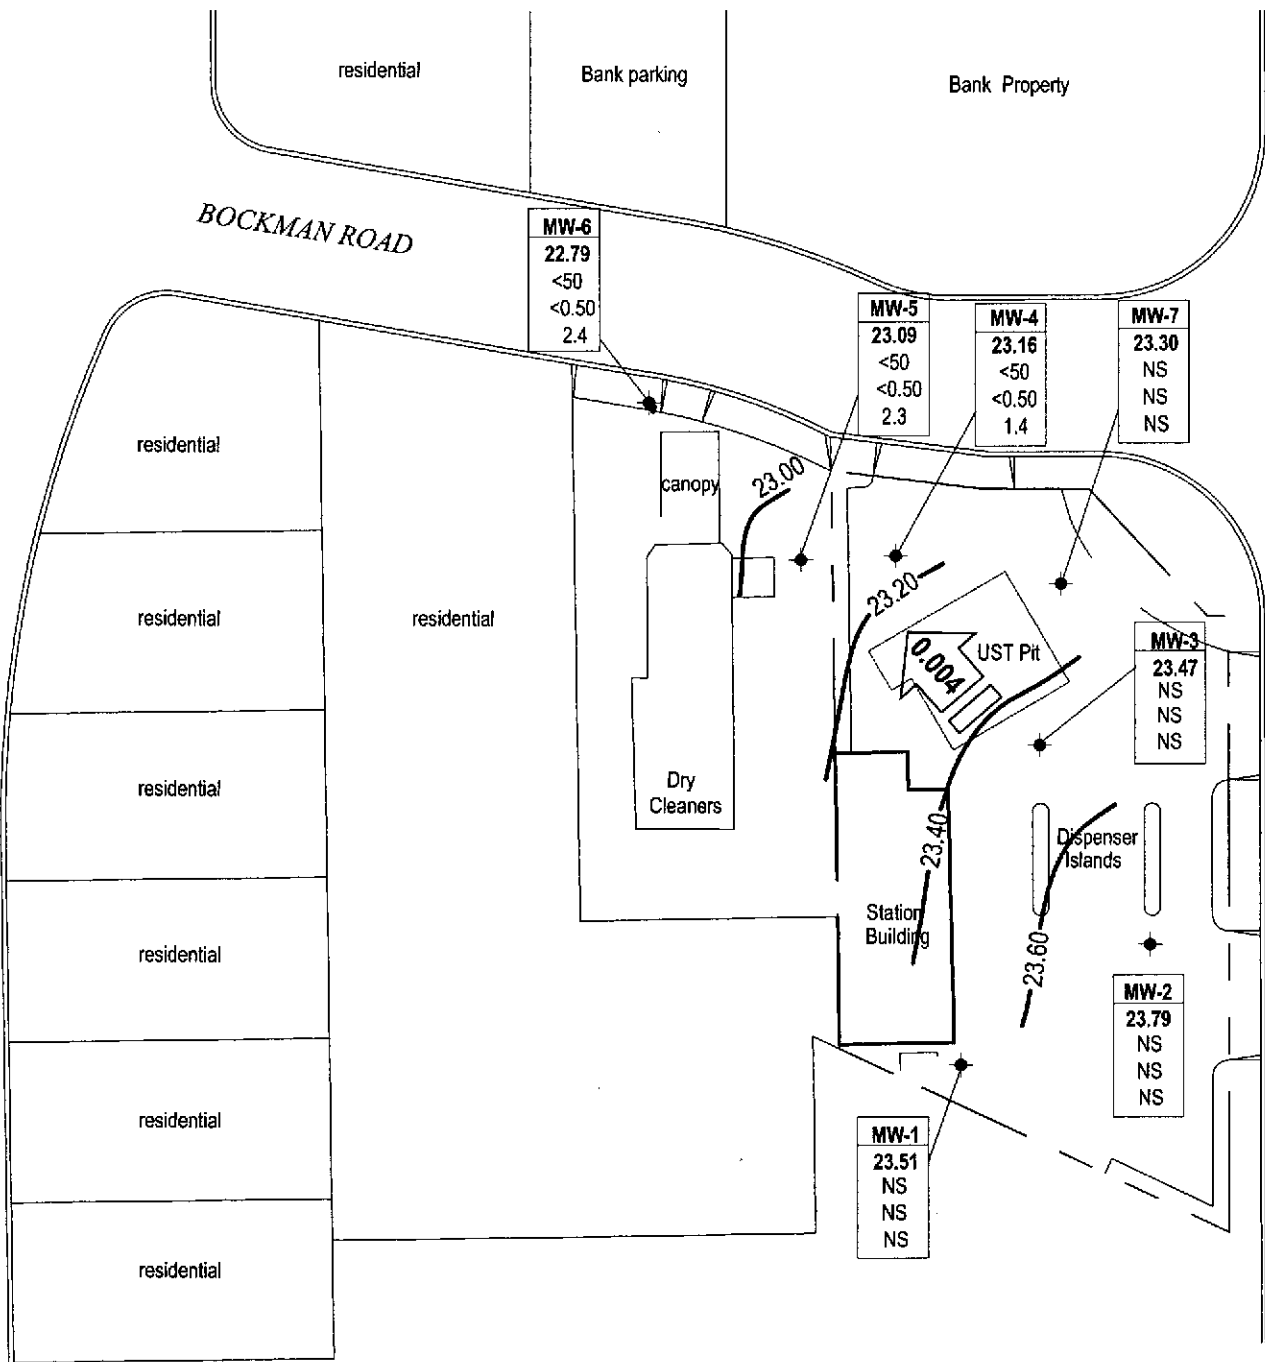 residential
Bank parking
Bank Property
BOCKMAN ROAD
MW-6
22.79
<50
<0.50
2.4
MW-5
23.09
<50
<0.50
2.3
MW-4
23.16
<50
<0.50
1.4
MW-7
23.30
NS
NS
NS
residential
canopy
23.00
23.20
residential
residential
0.004
UST Pit
MW-3
23.47
NS
NS
NS
residential
Dry
Cleaners
23.40
Dispenser
Islands
residential
Station
Building
23.60
MW-2
23.79
NS
NS
NS
residential
MW-1
23.51
NS
NS
NS
residential